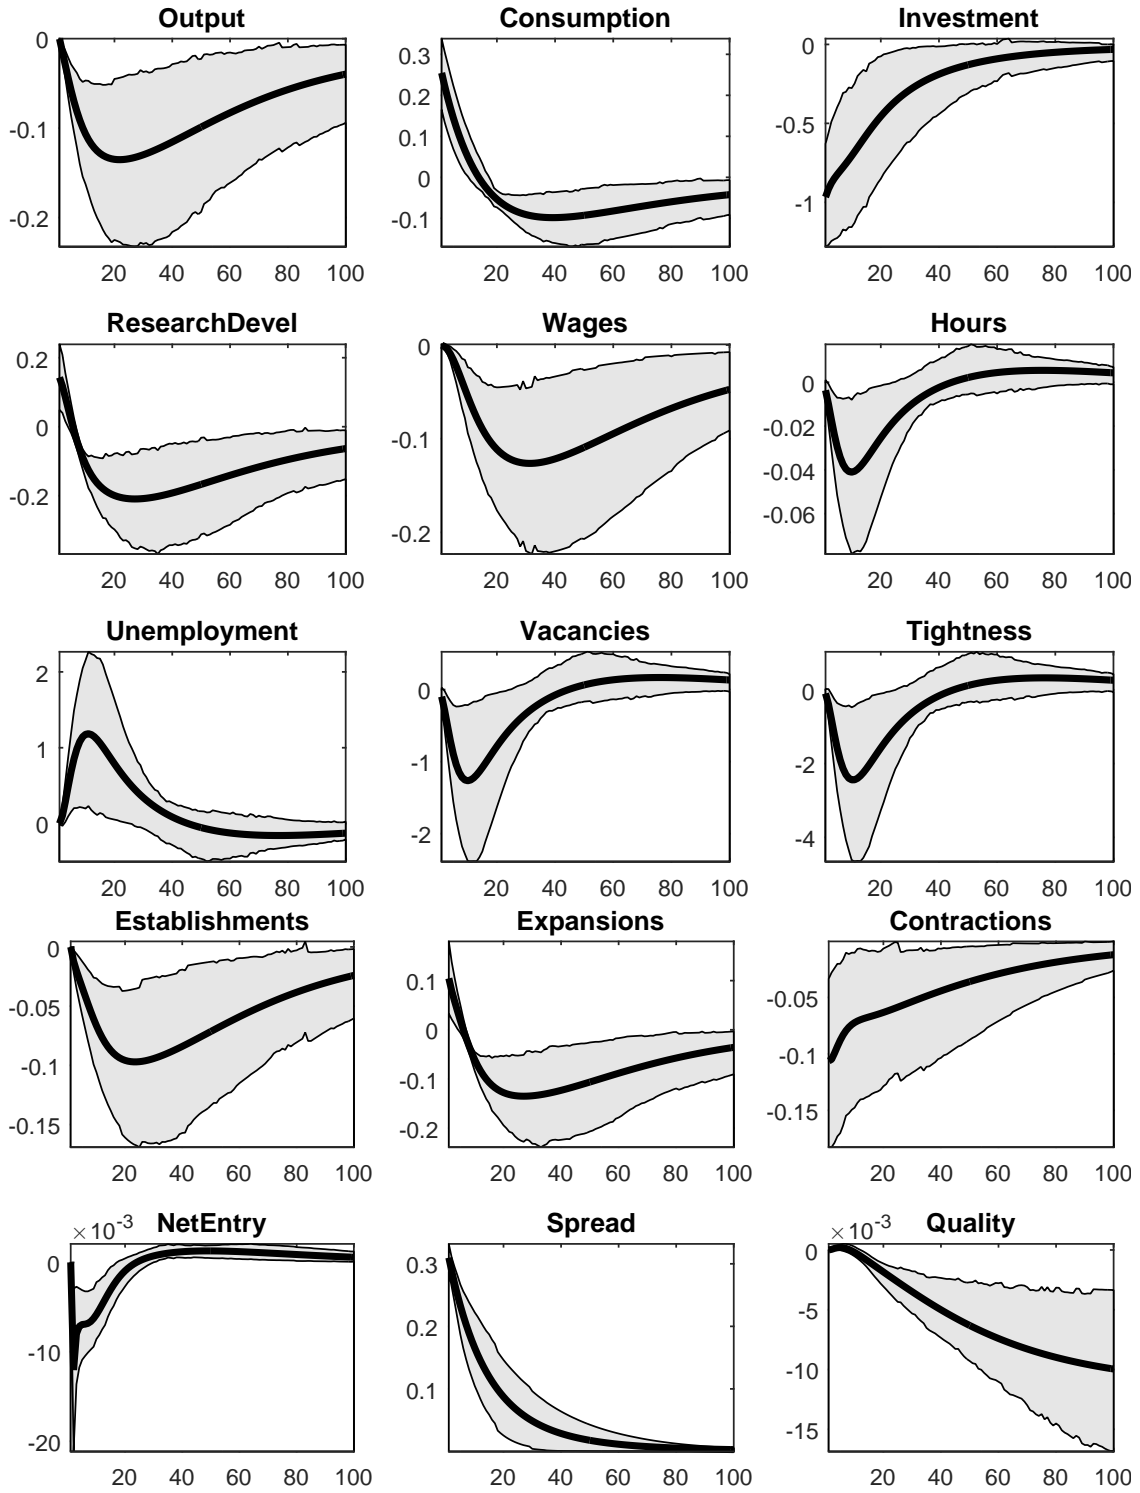 Output
Consumption
Investment
0
-0.1
-0.2
20 40 60 80 100
0.3
0.2
0.1
0
-0.1
20 40 60 80 100
0
-0.5
-1
20 40 60 80 100
ResearchDevel
Wages
Hours
0.2
0
-0.2
20 40 60 80 100
0
-0.1
-0.2
20 40 60 80 100
0
-0.02
-0.04
-0.06
20 40 60 80 100
Unemployment
Vacancies
Tightness
2
1
0
20 40 60 80 100
0
-1
-2
20 40 60 80 100
0
-2
-4
20 40 60 80 100
Establishments
Expansions
Contractions
0
-0.05
-0.1
-0.15
20 40 60 80 100
0.1
0
-0.1
-0.2
20 40 60 80 100
-0.05
-0.1
-0.15
20 40 60 80 100
×10-3 NetEntry
Spread
×10-3 Quality
0
-10
-20
20 40 60 80 100
0.3
0.2
0.1
20 40 60 80 100
0
-5
-10
-15
20 40 60 80 100